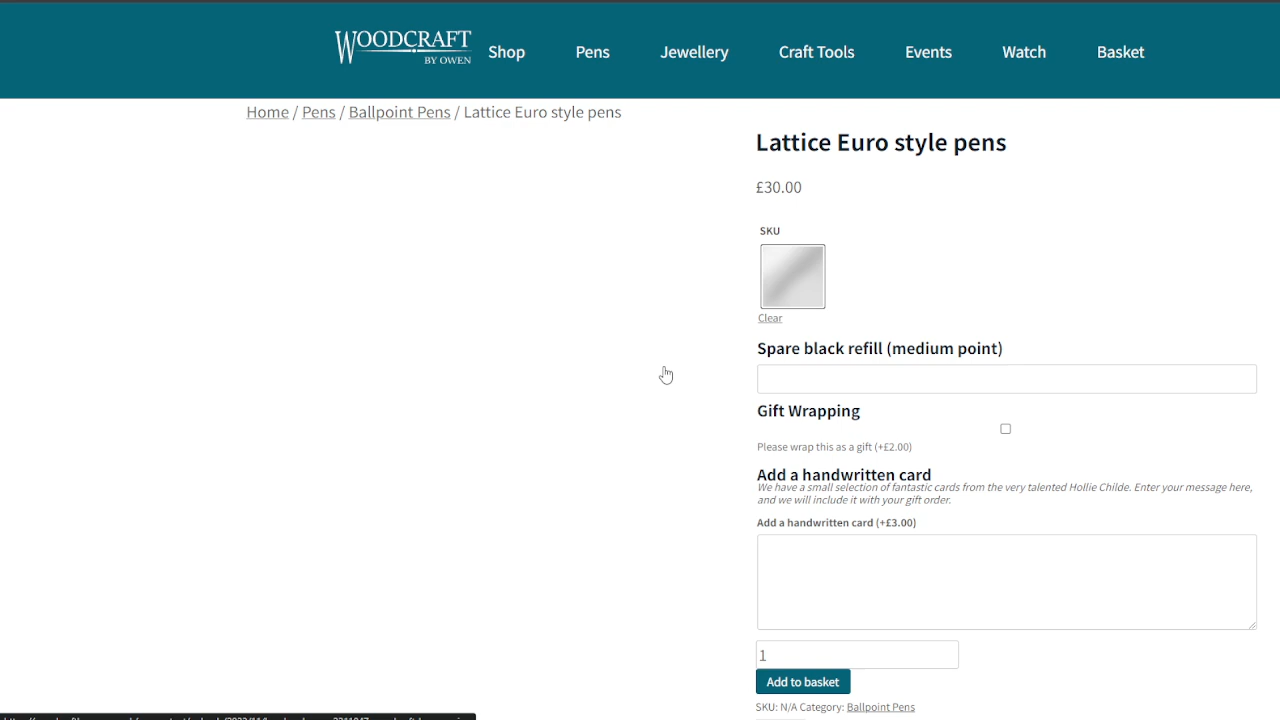 WOODCRAFT
BY OWEN
Shop Pens Jewellery Craft Tools Events Watch Basket
Home / Pens / Ballpoint Pens / Lattice Euro style pens
Lattice Euro style pens
£30.00
SKU
Clear
Spare black refill (medium point)
Gift Wrapping
Please wrap this as a gift (+£2.00)
Add a handwritten card
We have a small selection of fantastic cards from the very talented Hollie Childe. Enter your message here,
and we will include it with your gift order.
Add a handwritten card (+£3.00)
1
Add to basket
SKU: N/A Category: Ballpoint Pens